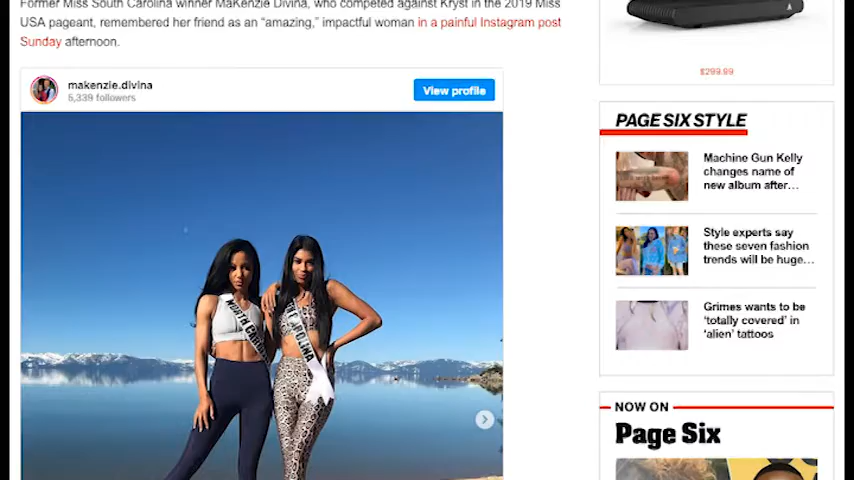 Former Miss South Carolina winner MaKenzie Divina, who competed against Kryst in the 2019 Miss
USA pageant, remembered her friend as an “amazing,” impactful woman in a painful Instagram post
Sunday afternoon.
makenzie.divina
5,339 followers
View profile
NORTH CAROLI
CAROLINA
$299.99
PAGE SIX STYLE
Machine Gun Kelly
changes name of
new album after...
Style experts say
these seven fashion
trends will be huge...
Grimes wants to be
‘totally covered’ in
‘alien’ tattoos
NOW ON
Page Six